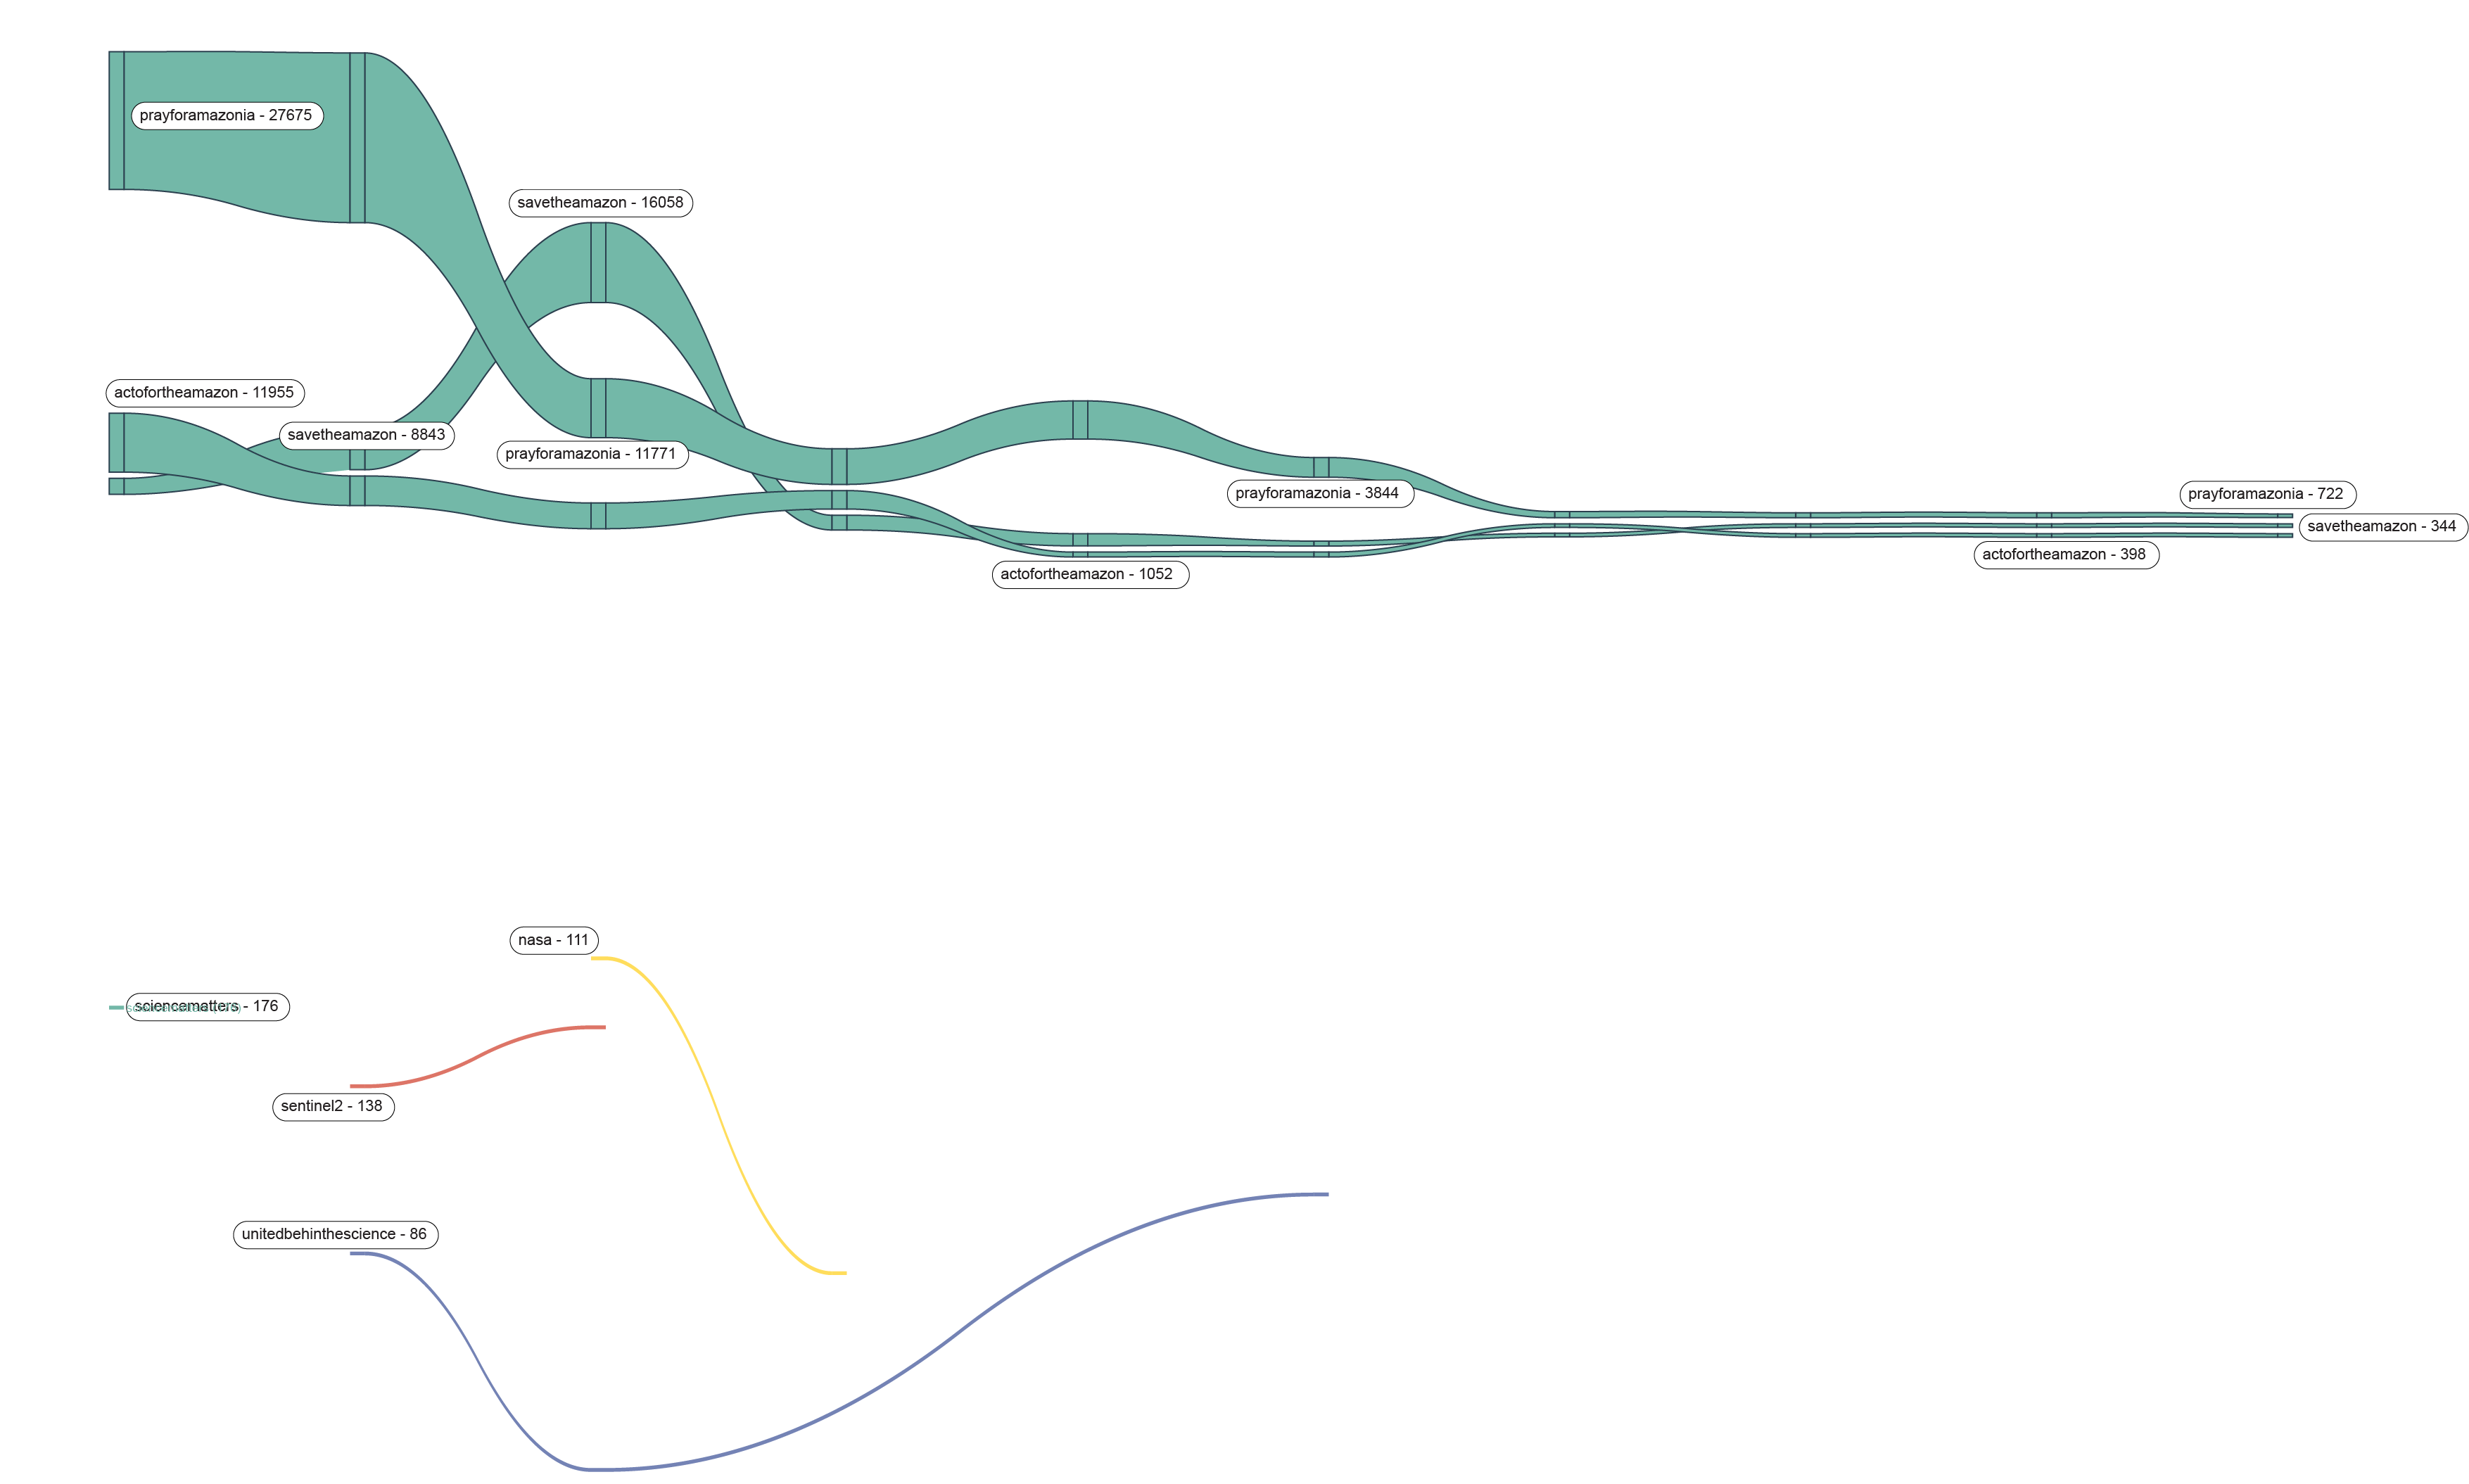 prayforamazonia - 27675
savetheamazon - 16058
actofortheamazon - 11955
savetheamazon - 8843
prayforamazonia - 11771
prayforamazonia - 3844
prayforamazonia - 722
savetheamazon - 344
actofortheamazon - 398
actofortheamazon - 1052
nasa - 111
sciencematters - 176
sentinel2 - 138
unitedbehinthescience - 86